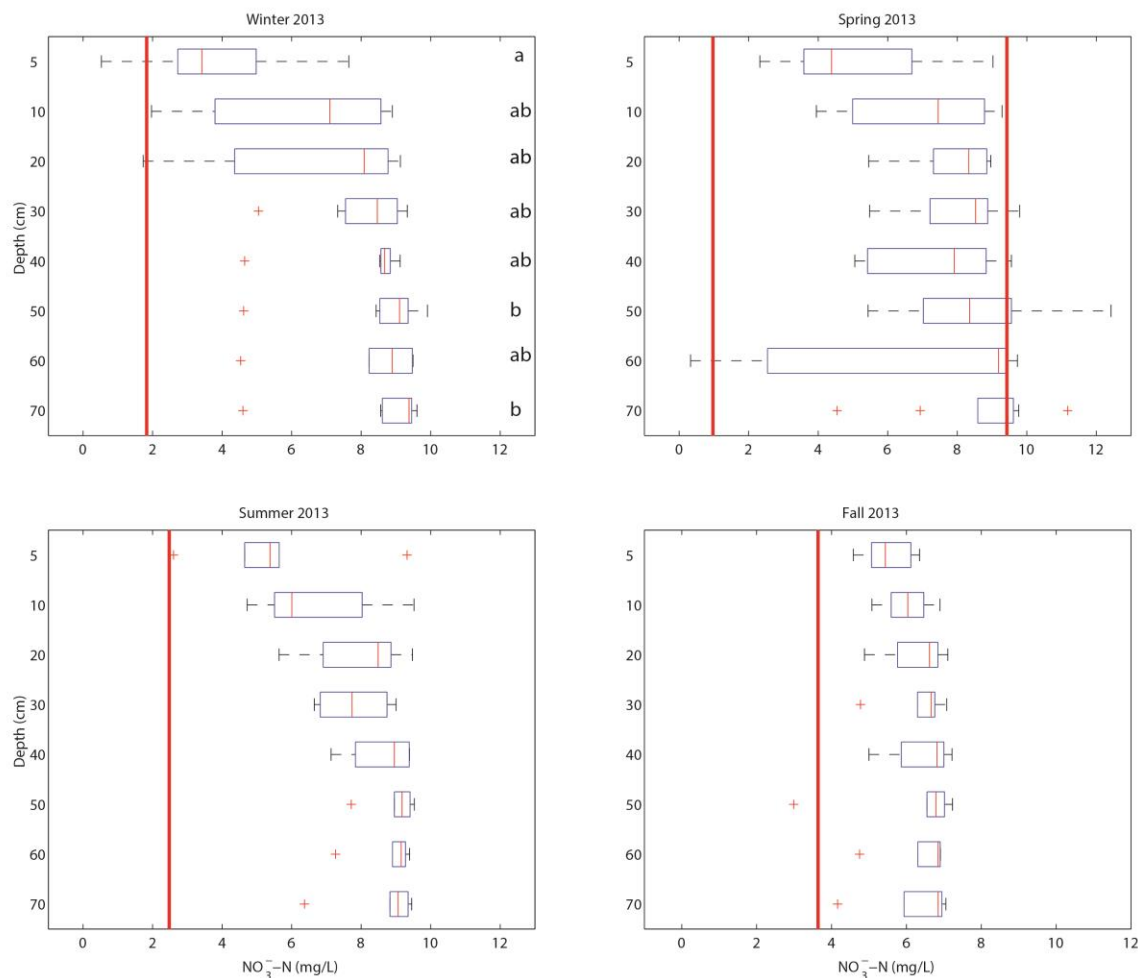 Winter 2013
5 a
10 ab
20 ab
30 ab
40 ab
50 b
60 ab
70 b
Depth (cm)
0 2 4 6 8 10 12
Spring 2013
5
10
20
30
40
50
60
70
0 2 4 6 8 10 12
Summer 2013
5
10
20
30
40
50
60
70
Depth (cm)
0 2 4 6 8 10 12
NO₃⁻–N (mg/L)
Fall 2013
5
10
20
30
40
50
60
70
0 2 4 6 8 10 12
NO₃⁻–N (mg/L)